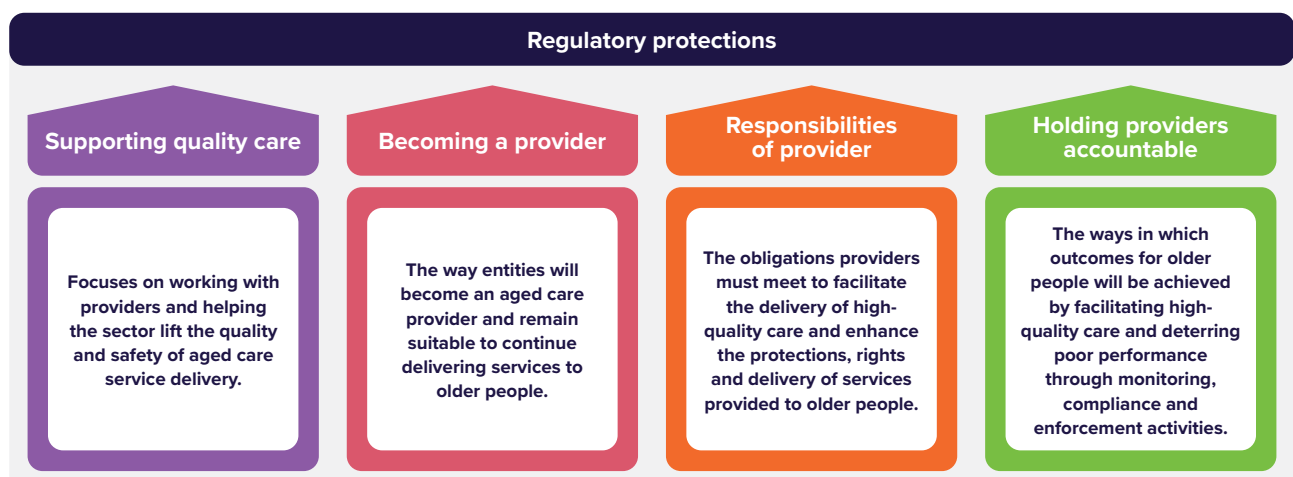 Regulatory protections
Supporting quality care
Becoming a provider
Responsibilities
of provider
Holding providers
accountable
Focuses on working with
providers and helping
the sector lift the quality
and safety of aged care
service delivery.
The way entities will
become an aged care
provider and remain
suitable to continue
delivering services to
older people.
The obligations providers
must meet to facilitate
the delivery of high-
quality care and enhance
the protections, rights
and delivery of services
provided to older people.
The ways in which
outcomes for older
people will be achieved
by facilitating high-
quality care and deterring
poor performance
through monitoring,
compliance and
enforcement activities.